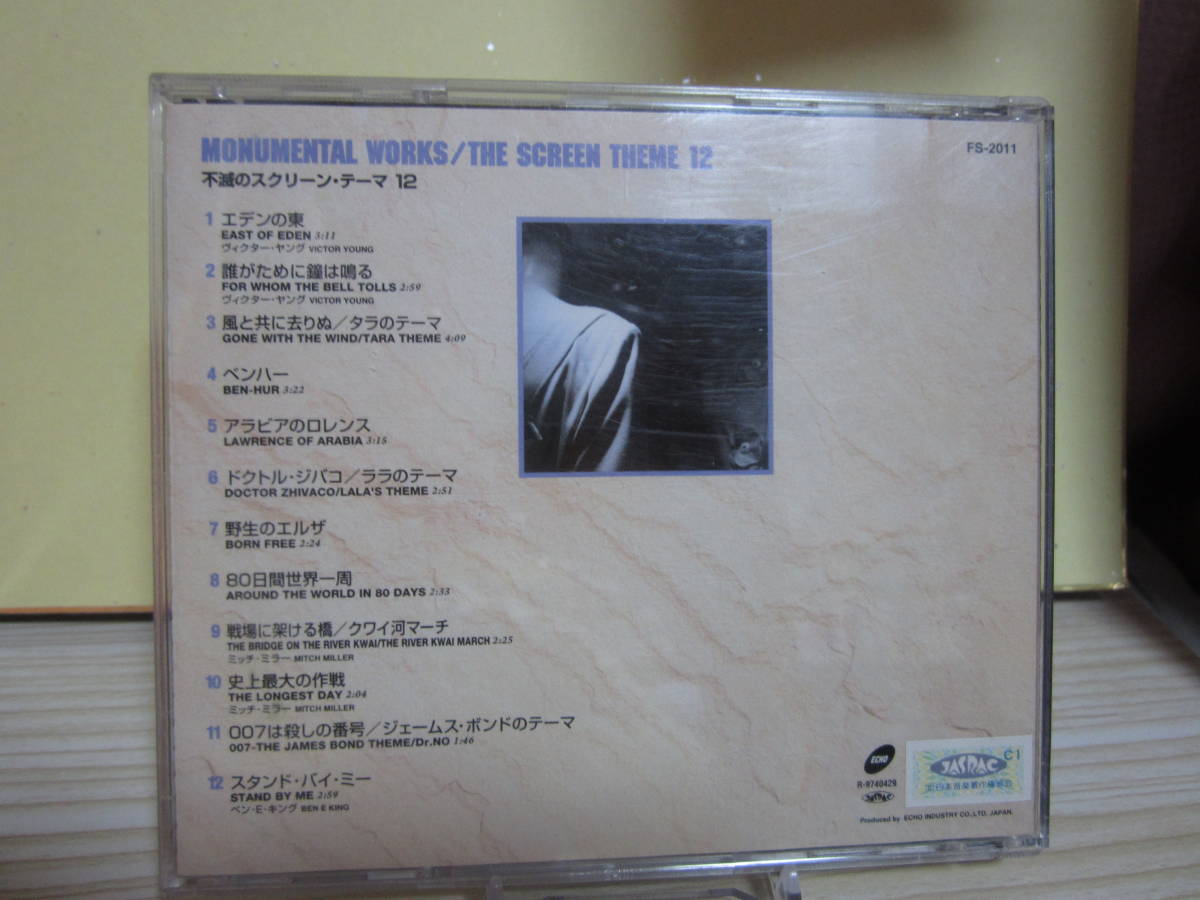 MONUMENTAL WORKS/THE SCREEN THEME 12
FS-2011
不滅のスクリーン・テーマ 12
1 エデンの東
EAST OF EDEN 3:11
ヴィクター・ヤング VICTOR YOUNG
2 誰がために鐘は鳴る
FOR WHOM THE BELL TOLLS 2:59
ヴィクター・ヤング VICTOR YOUNG
3 風と共に去りぬ/タラのテーマ
GONE WITH THE WIND/TARA THEME 4:09
4 ベンハー
BEN-HUR 3:22
5 アラビアのロレンス
LAWRENCE OF ARABIA 3:15
6 ドクトル・ジバコ/ララのテーマ
DOCTOR ZHIVACO/LALA'S THEME 2:51
7 野生のエルザ
BORN FREE 2:24
8 80日間世界一周
AROUND THE WORLD IN 80 DAYS 2:33
9 戦場に架ける橋/クワイ河マーチ
THE BRIDGE ON THE RIVER KWAI/THE RIVER KWAI MARCH 2:25
ミッチ・ミラー MITCH MILLER
10 史上最大の作戦
THE LONGEST DAY 2:04
ミッチ・ミラー MITCH MILLER
11 007は殺しの番号/ジェームス・ボンドのテーマ
007-THE JAMES BOND THEME/Dr.NO 1:46
12 スタンド・バイ・ミー
STAND BY ME 2:59
ベン・E・キング BEN E KING
ECHO
R-9740429
JASRAC
C1
JASRAC
Produced by ECHO INDUSTRY CO.,LTD. JAPAN.